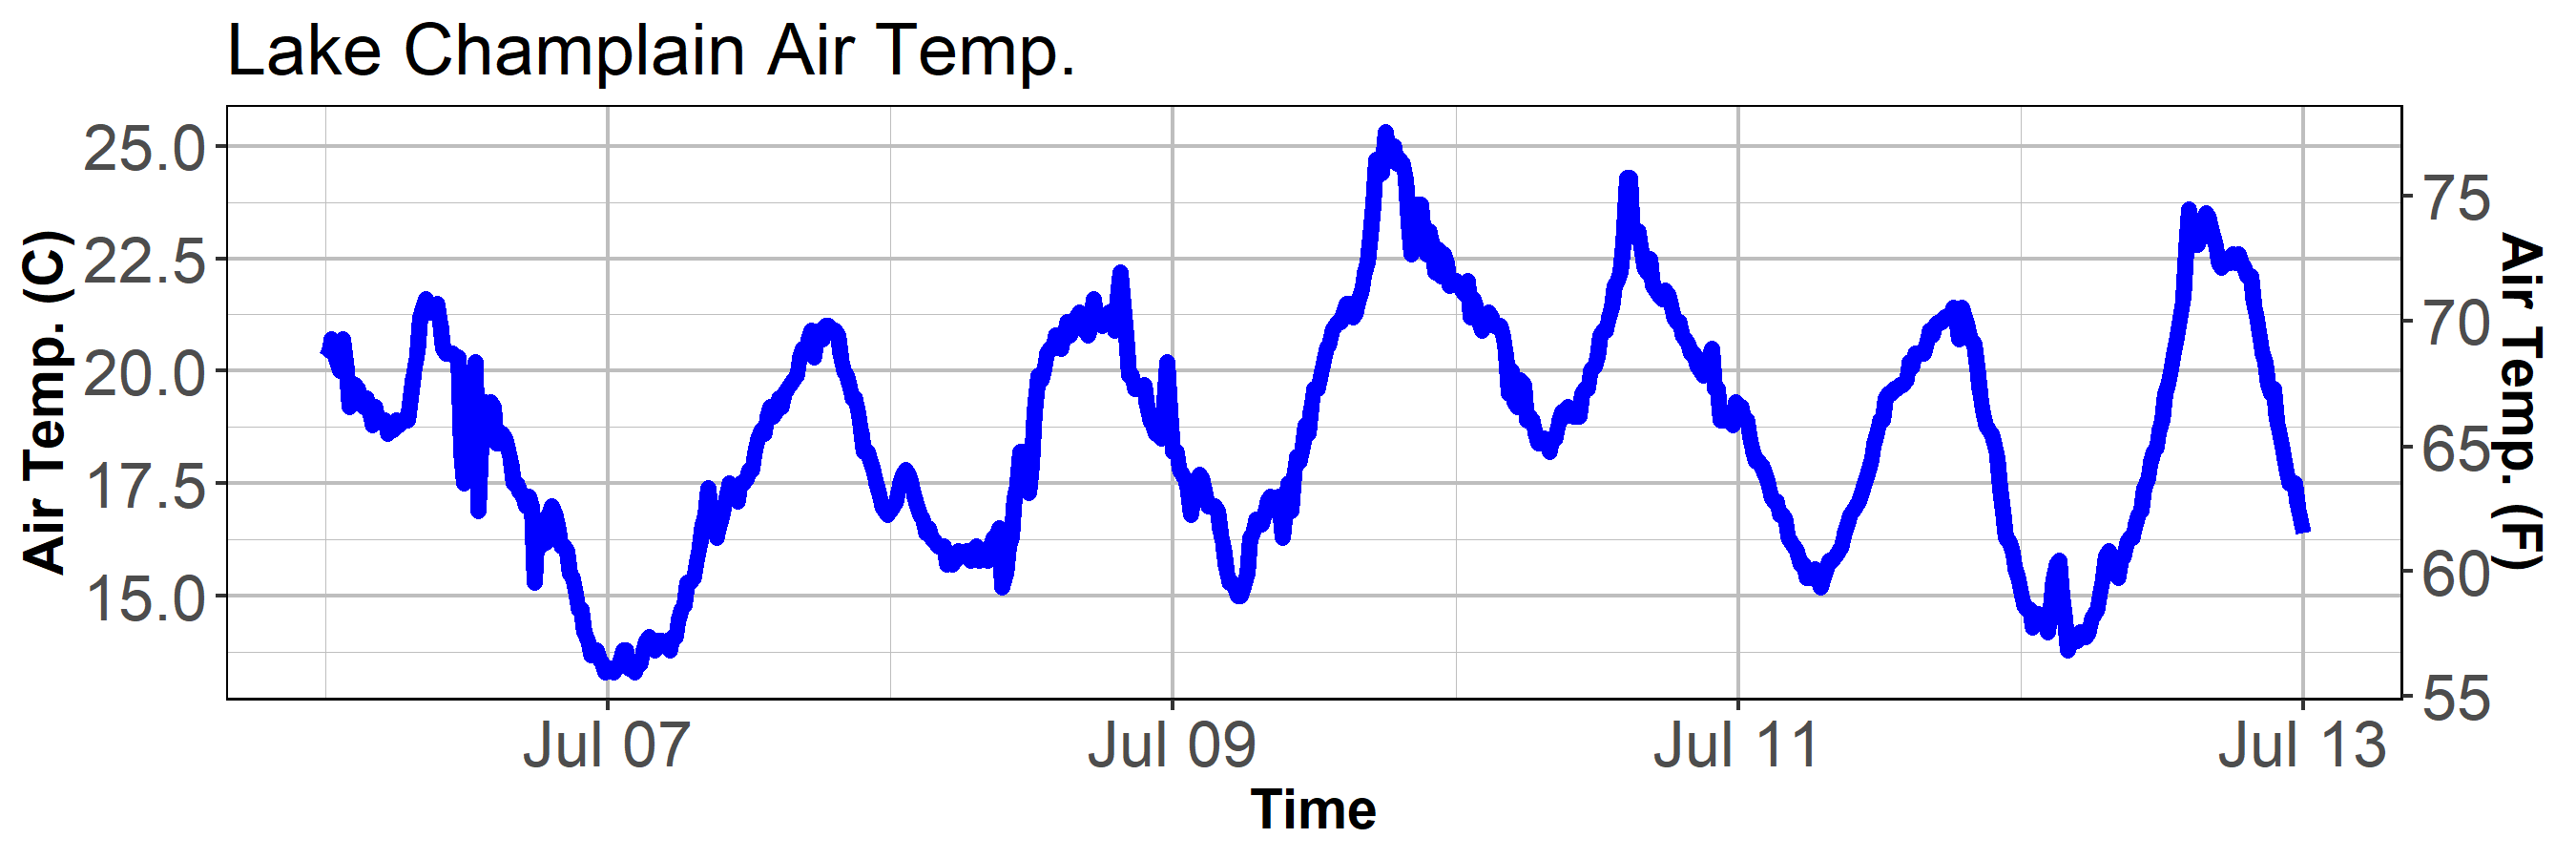 Lake Champlain Air Temp.
Air Temp. (C)
25.0
22.5
20.0
17.5
15.0
75
70
65
60
55
Air Temp. (F)
Jul 07 Jul 09 Jul 11 Jul 13
Time